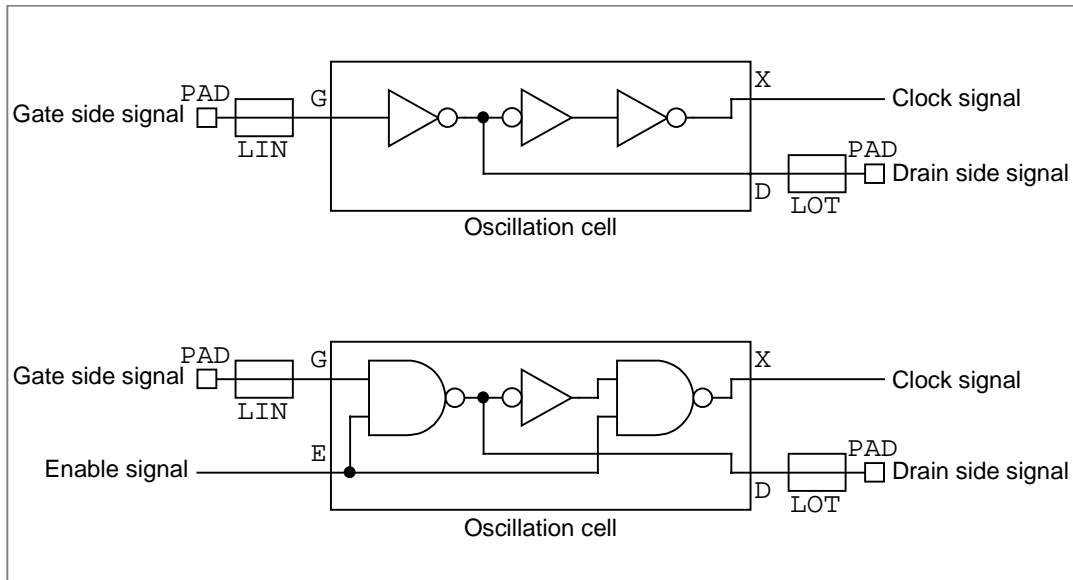 PAD
G
X
Gate side signal
Clock signal
LIN
PAD
Drain side signal
D
LOT
Oscillation cell
PAD
G
X
Gate side signal
Clock signal
LIN
E
PAD
Enable signal
Drain side signal
D
LOT
Oscillation cell